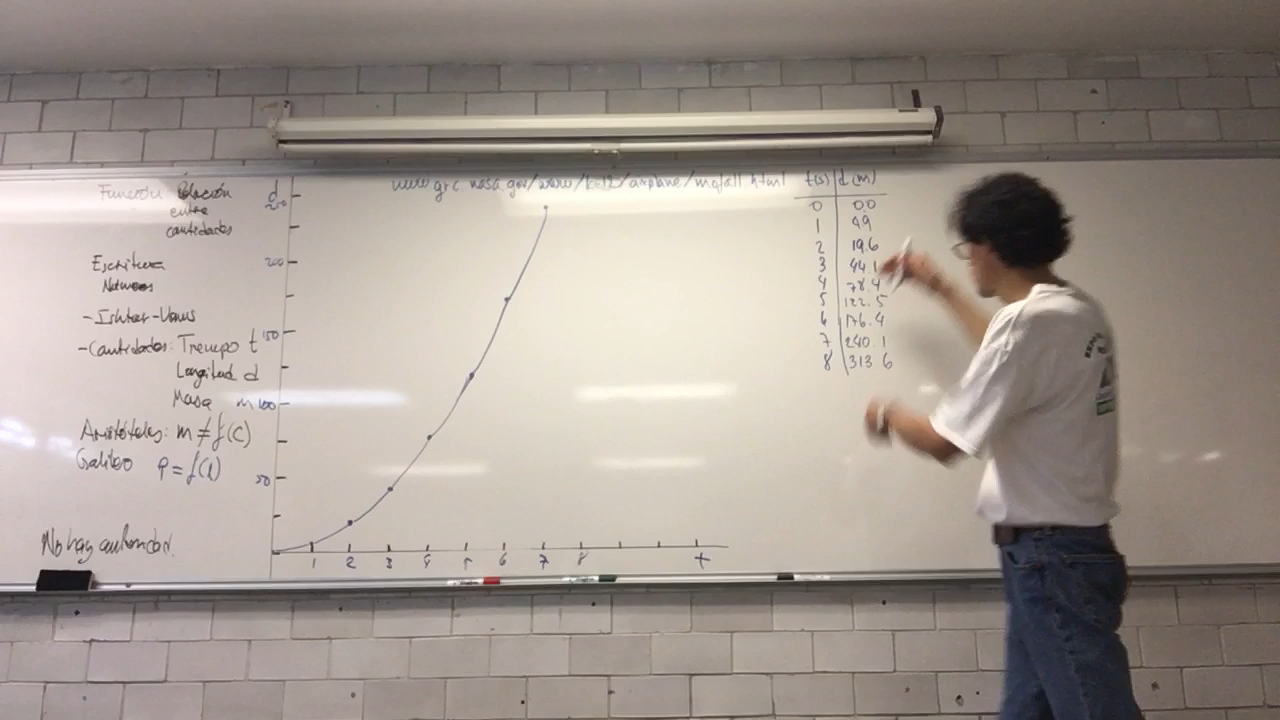 Función Relación
entre
cantidades
Escritura
Números
- Ishtar - Venus
- Cantidades: Tiempo t
Longitud d
Masa m
Aristóteles: m ≠ f(C)
Galileo P = f(l)
No hay autoridad.
d
250
200
150
100
50
1 2 3 4 5 6 7 8 t
www.grc.nasa.gov/www/k-12/airplane/mofall.html
t(s) d(m)
0 0.0
1 4.9
2 19.6
3 44.1
4 78.4
5 122.5
6 176.4
7 240.1
8 313.6